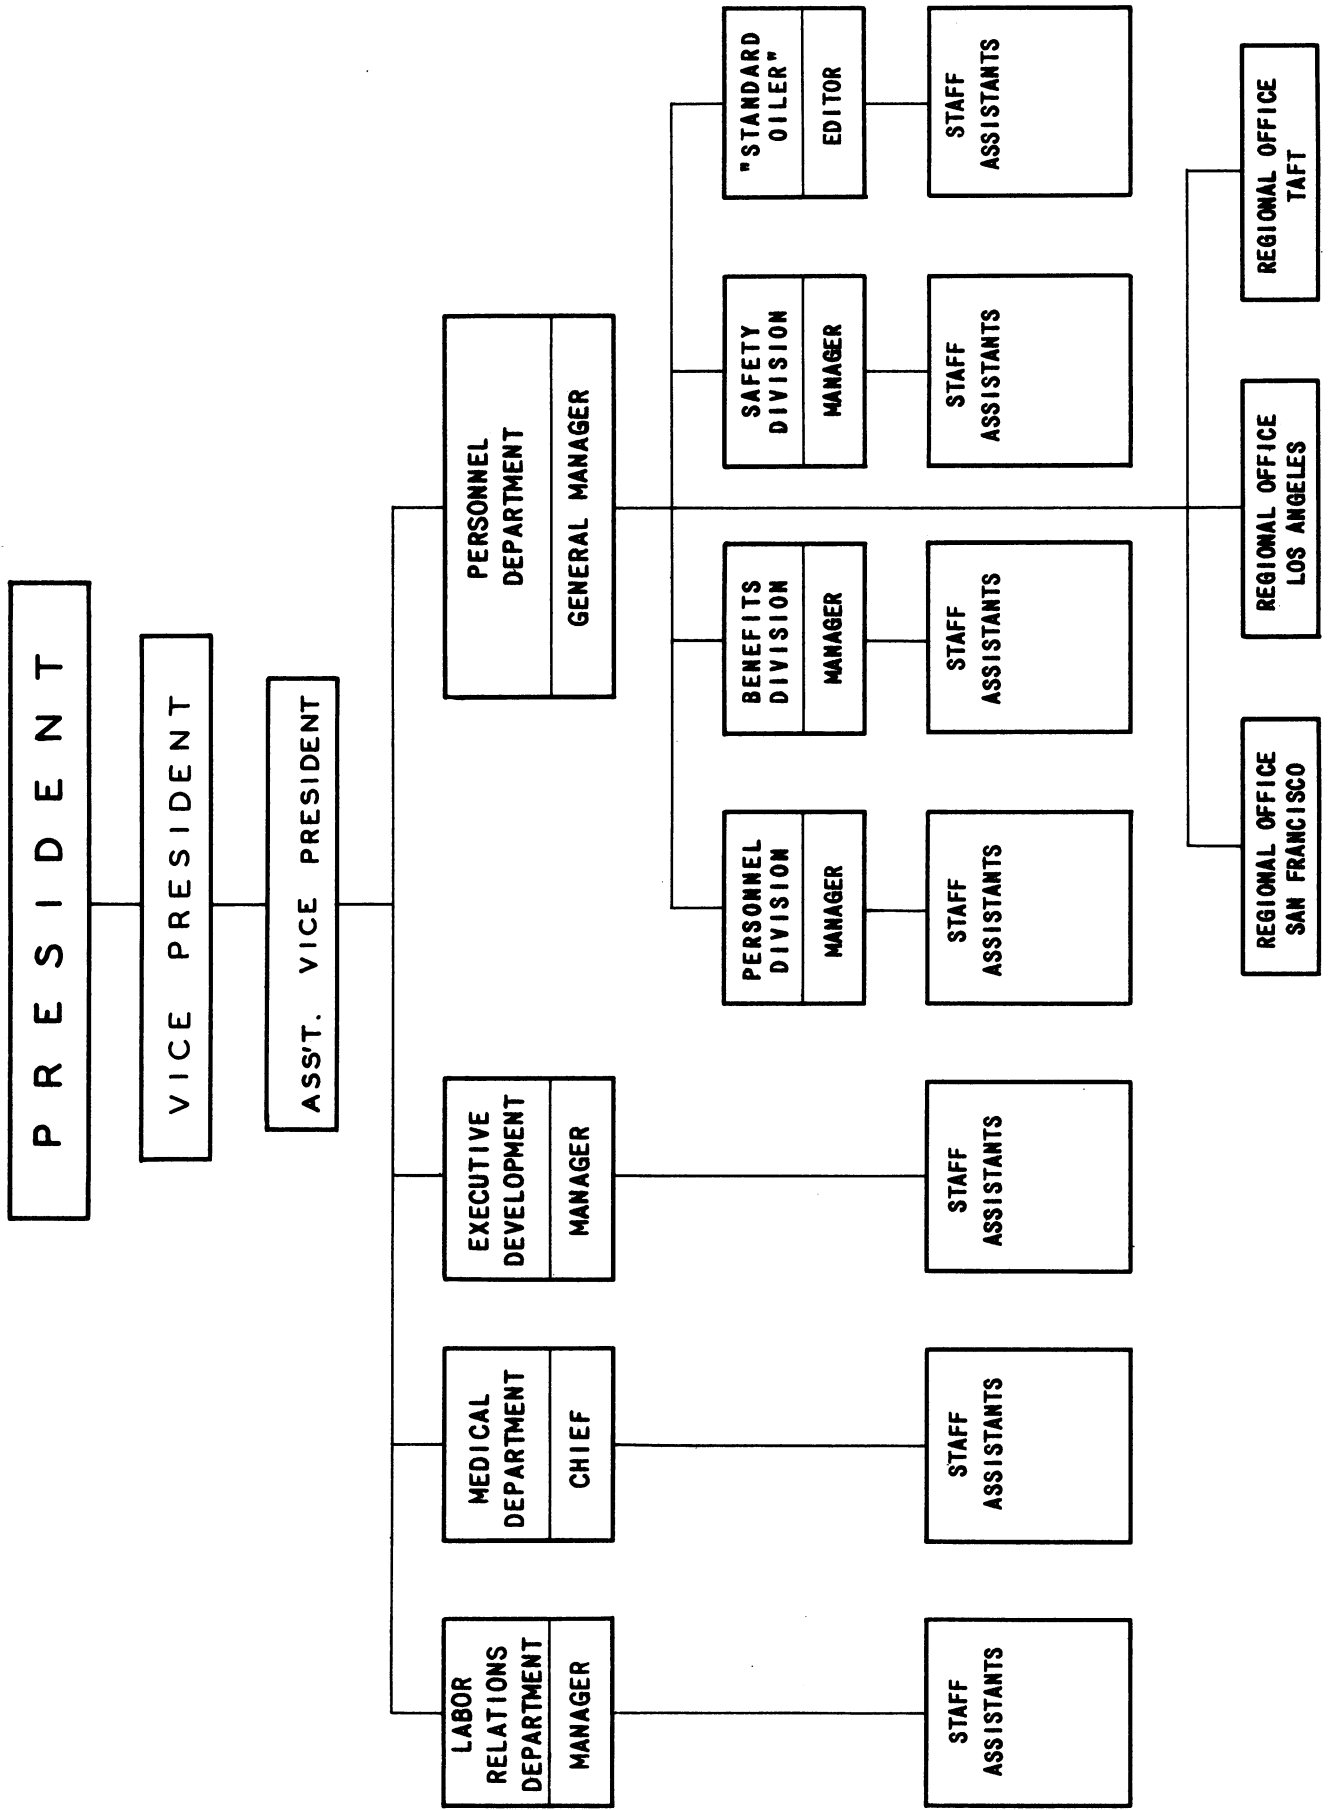 PRESIDENT
VICE PRESIDENT
ASS'T. VICE PRESIDENT
LABOR
RELATIONS
DEPARTMENT
MANAGER
MEDICAL
DEPARTMENT
CHIEF
EXECUTIVE
DEVELOPMENT
MANAGER
PERSONNEL
DEPARTMENT
GENERAL MANAGER
PERSONNEL
DIVISION
MANAGER
BENEFITS
DIVISION
MANAGER
SAFETY
DIVISION
MANAGER
"STANDARD
OILER"
EDITOR
STAFF
ASSISTANTS
STAFF
ASSISTANTS
STAFF
ASSISTANTS
STAFF
ASSISTANTS
STAFF
ASSISTANTS
STAFF
ASSISTANTS
STAFF
ASSISTANTS
REGIONAL OFFICE
SAN FRANCISCO
REGIONAL OFFICE
LOS ANGELES
REGIONAL OFFICE
TAFT